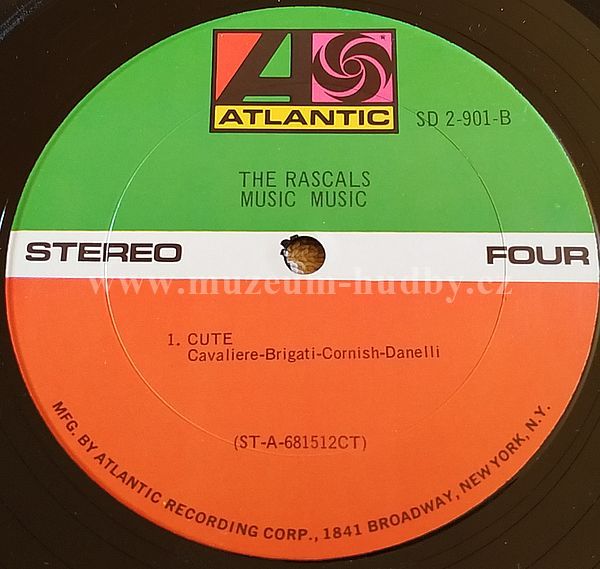 ATLANTIC
SD 2-901-B
THE RASCALS
MUSIC MUSIC
STEREO
FOUR
www.muzeum-hudby.cz
1. CUTE
Cavaliere-Brigati-Cornish-Danelli
(ST-A-681512CT)
MFG. BY ATLANTIC RECORDING CORP., 1841 BROADWAY, NEW YORK, N.Y.